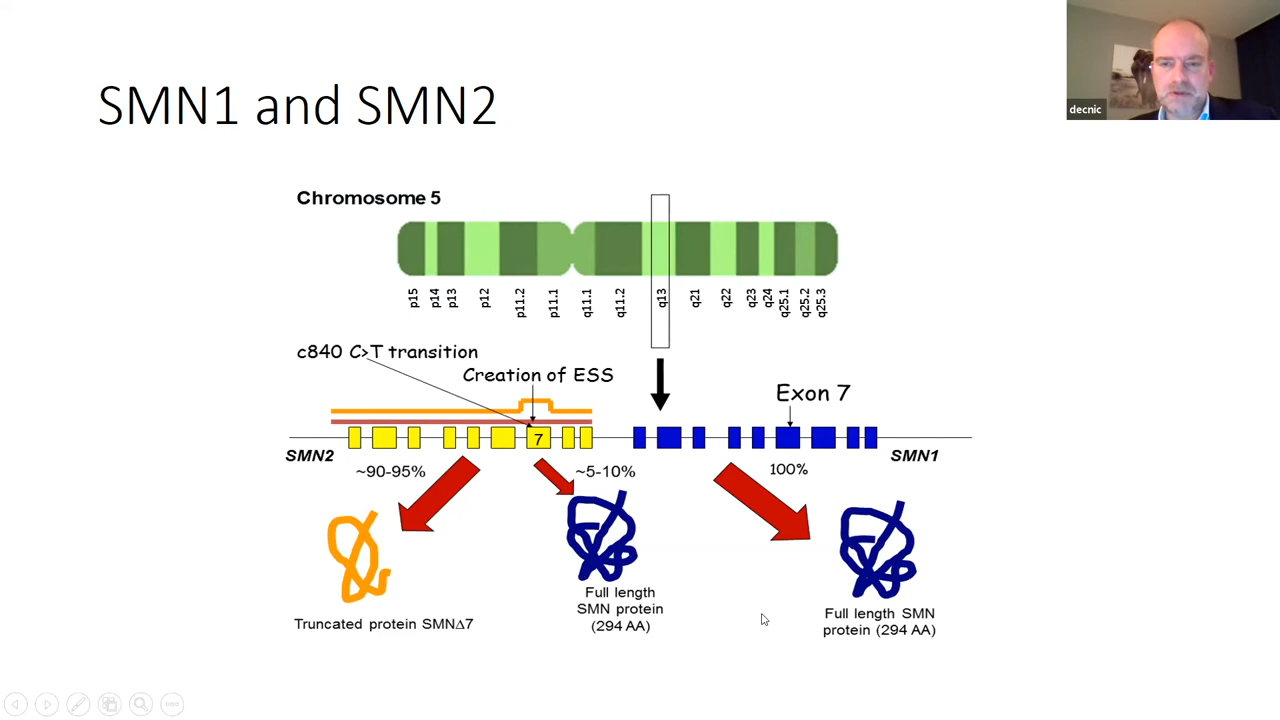 decnic
SMN1 and SMN2
Chromosome 5
p15 p14 p13 p12 p11.2 p11.1 q11.1 q11.2 q13 q21 q22 q23 q24 q25.1 q25.2 q25.3
c840 C>T transition
Creation of ESS
Exon 7
7
SMN2
SMN1
~90-95%
~5-10%
100%
Full length
SMN protein
(294 AA)
Full length SMN
protein (294 AA)
Truncated protein SMNΔ7